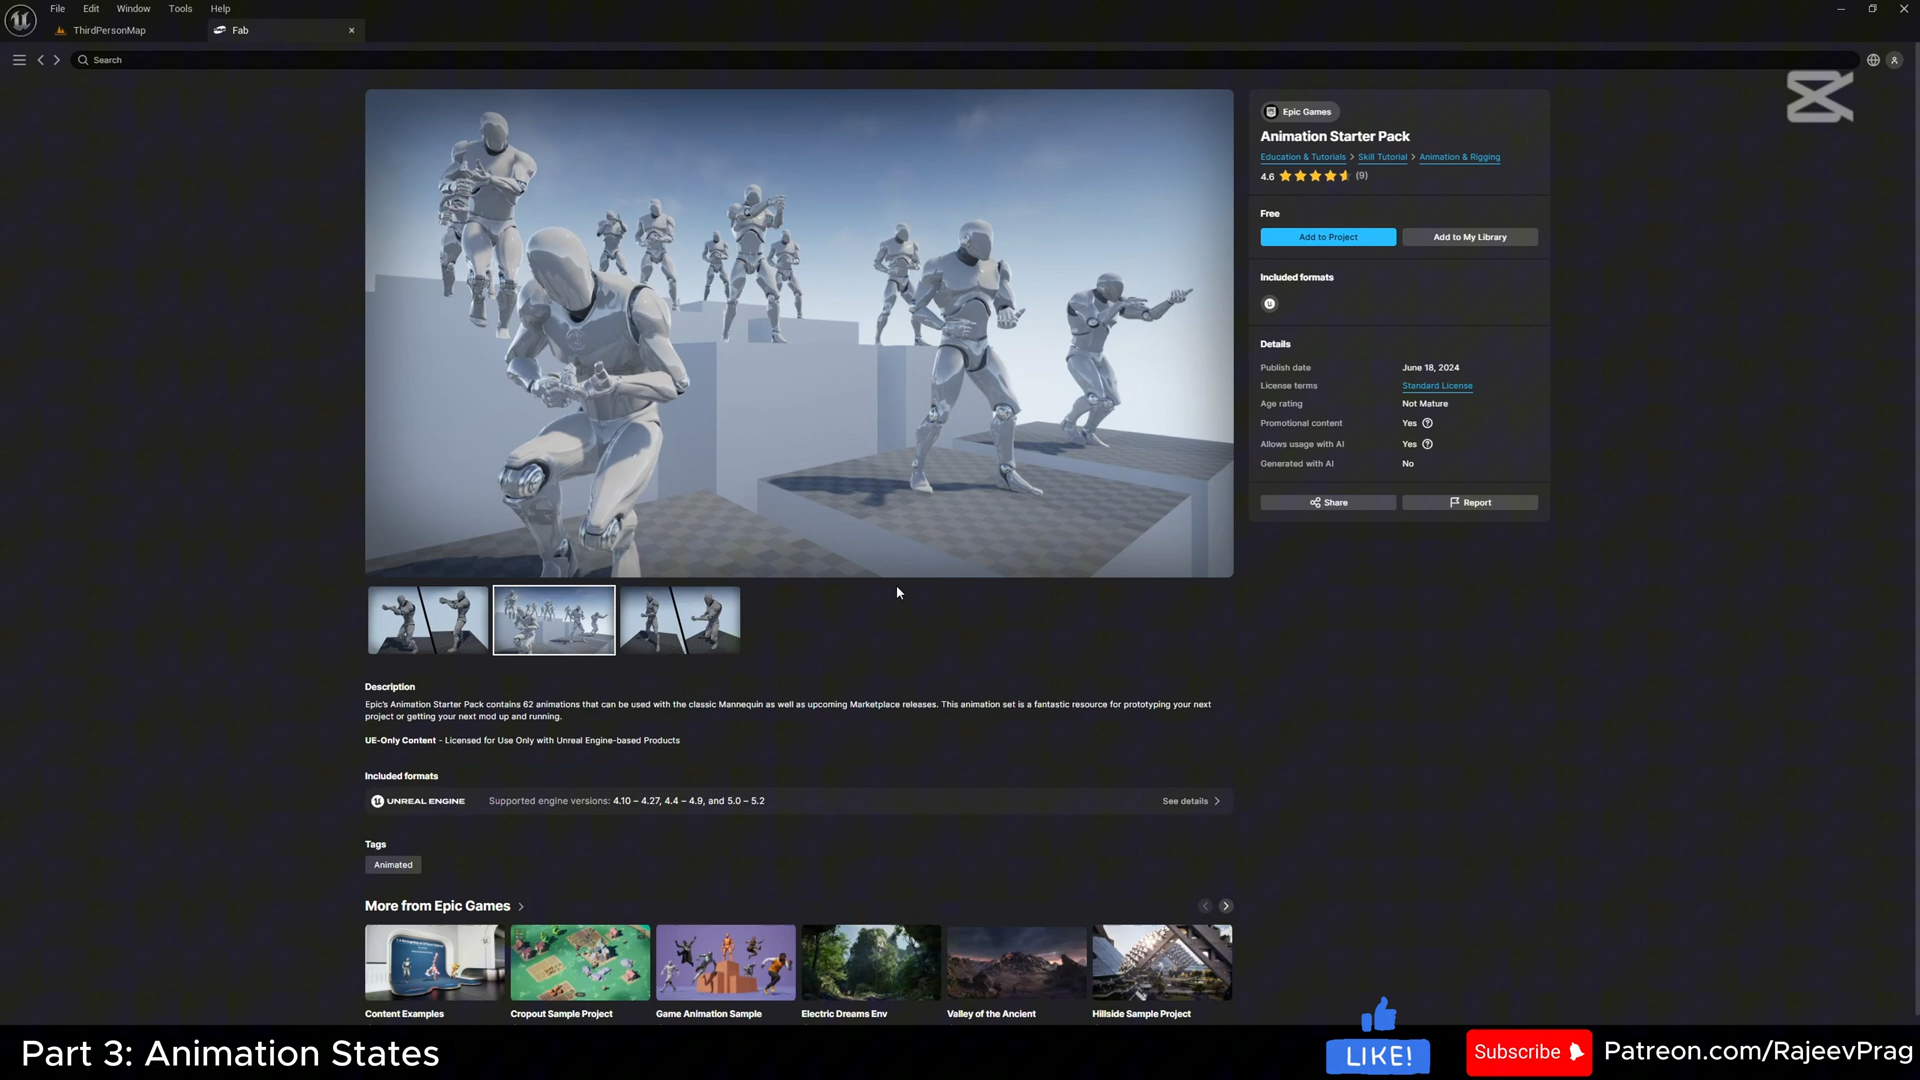 File Edit Window Tools Help
ThirdPersonMap Fab
Search
Epic Games
Animation Starter Pack
Education & Tutorials > Skill Tutorial > Animation & Rigging
4.6 (9)
Free
Add to Project Add to My Library
Included formats
Details
Publish date June 18, 2024
License terms Standard License
Age rating Not Mature
Promotional content Yes
Allows usage with AI Yes
Generated with AI No
Share Report
Description
Epic's Animation Starter Pack contains 62 animations that can be used with the classic Mannequin as well as upcoming Marketplace releases. This animation set is a fantastic resource for prototyping your next
project or getting your next mod up and running.
UE-Only Content - Licensed for Use Only with Unreal Engine-based Products
Included formats
UNREAL ENGINE Supported engine versions: 4.10 – 4.27, 4.4 – 4.9, and 5.0 – 5.2 See details >
Tags
Animated
More from Epic Games >
Content Examples Cropout Sample Project Game Animation Sample Electric Dreams Env Valley of the Ancient Hillside Sample Project
Part 3: Animation States LIKE! Subscribe Patreon.com/RajeevPrag